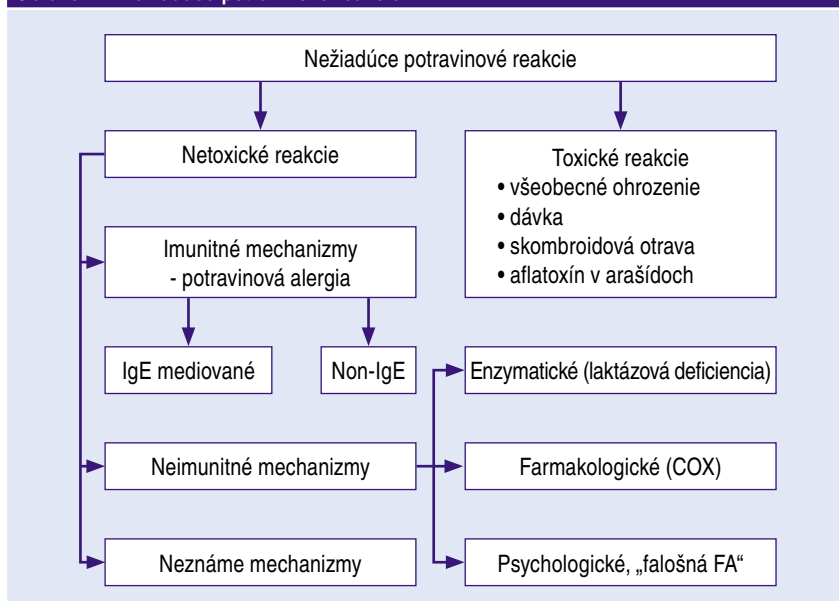 Nežiadúce potravinové reakcie
Netoxické reakcie
Toxické reakcie
• všeobecné ohrozenie
• dávka
• skombroidová otrava
• aflatoxín v arašídoch
Imunitné mechanizmy
- potravinová alergia
IgE mediované
Non-IgE
Enzymatické (laktázová deficiencia)
Neimunitné mechanizmy
Farmakologické (COX)
Neznáme mechanizmy
Psychologické, „falošná FA“